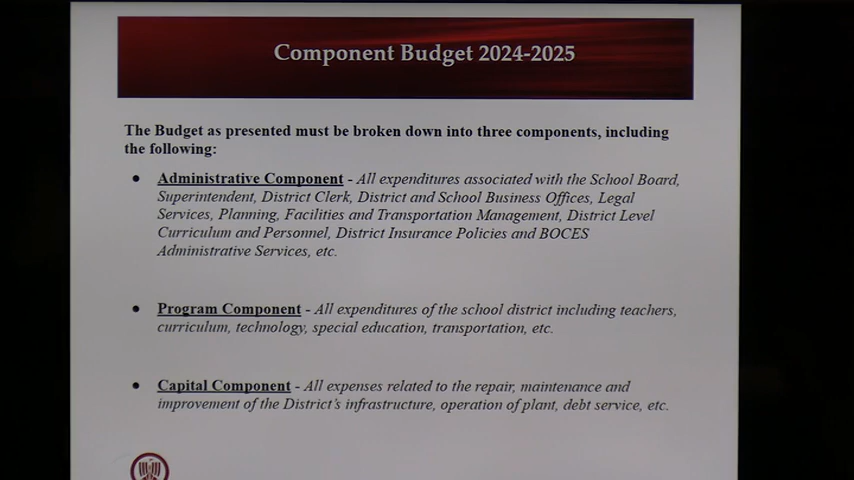 Component Budget 2024-2025
The Budget as presented must be broken down into three components, including
the following:
● Administrative Component - All expenditures associated with the School Board,
Superintendent, District Clerk, District and School Business Offices, Legal
Services, Planning, Facilities and Transportation Management, District Level
Curriculum and Personnel, District Insurance Policies and BOCES
Administrative Services, etc.
● Program Component - All expenditures of the school district including teachers,
curriculum, technology, special education, transportation, etc.
● Capital Component - All expenses related to the repair, maintenance and
improvement of the District's infrastructure, operation of plant, debt service, etc.